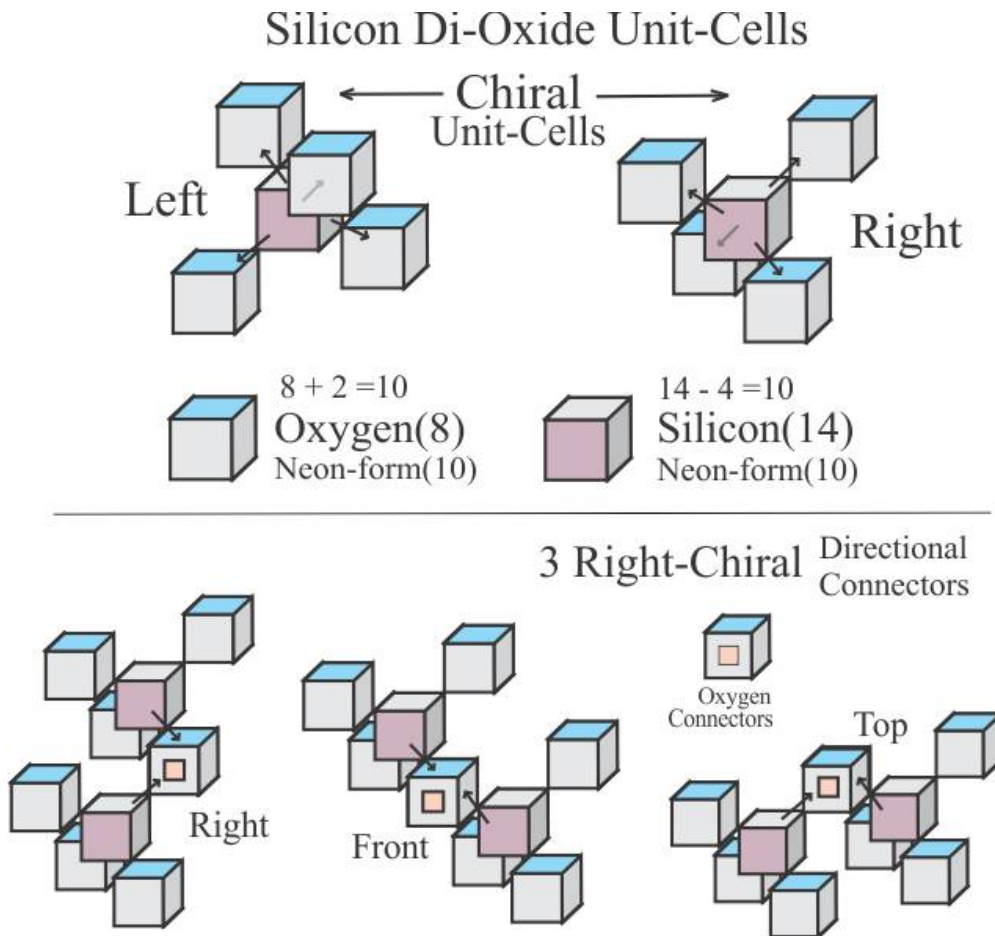 Silicon Di-Oxide Unit-Cells
Chiral
Unit-Cells
Left
Right
8 + 2 =10
Oxygen(8)
Neon-form(10)
14 - 4 =10
Silicon(14)
Neon-form(10)
3 Right-Chiral
Directional
Connectors
Oxygen
Connectors
Right
Front
Top